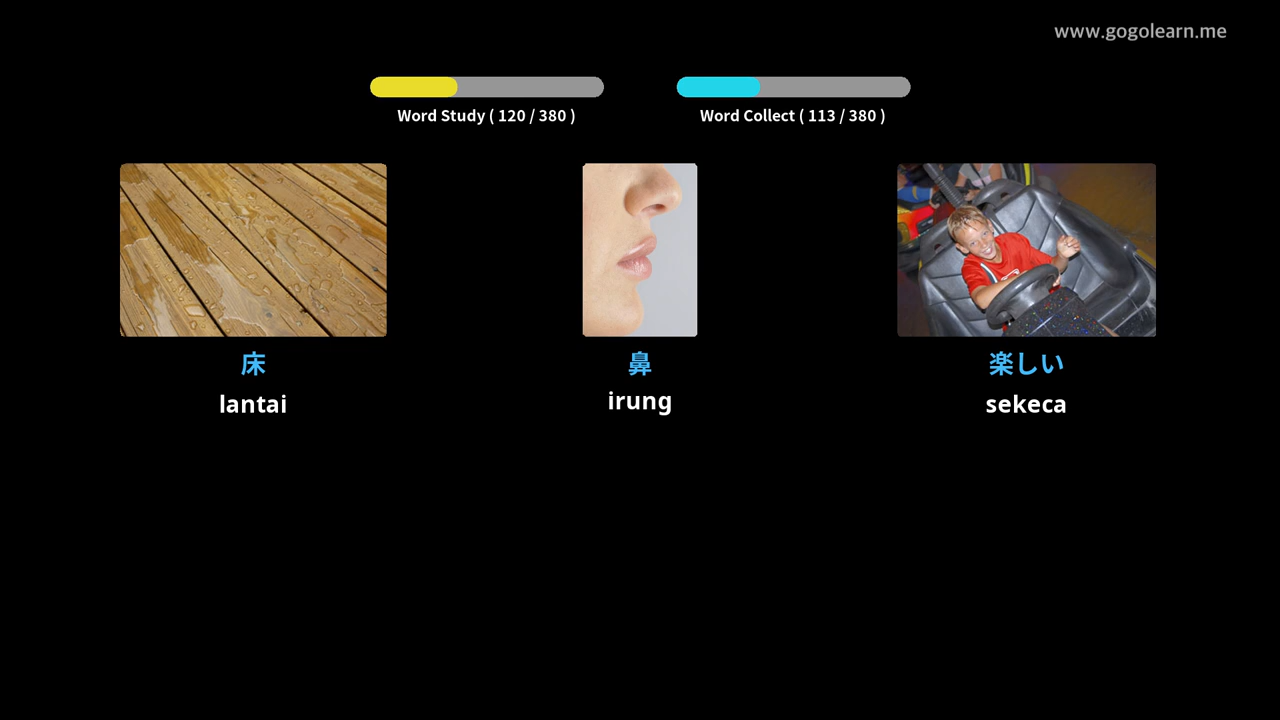 www.gogolearn.me
Word Study ( 120 / 380 )
Word Collect ( 113 / 380 )
床
鼻
楽しい
lantai
irung
sekeca